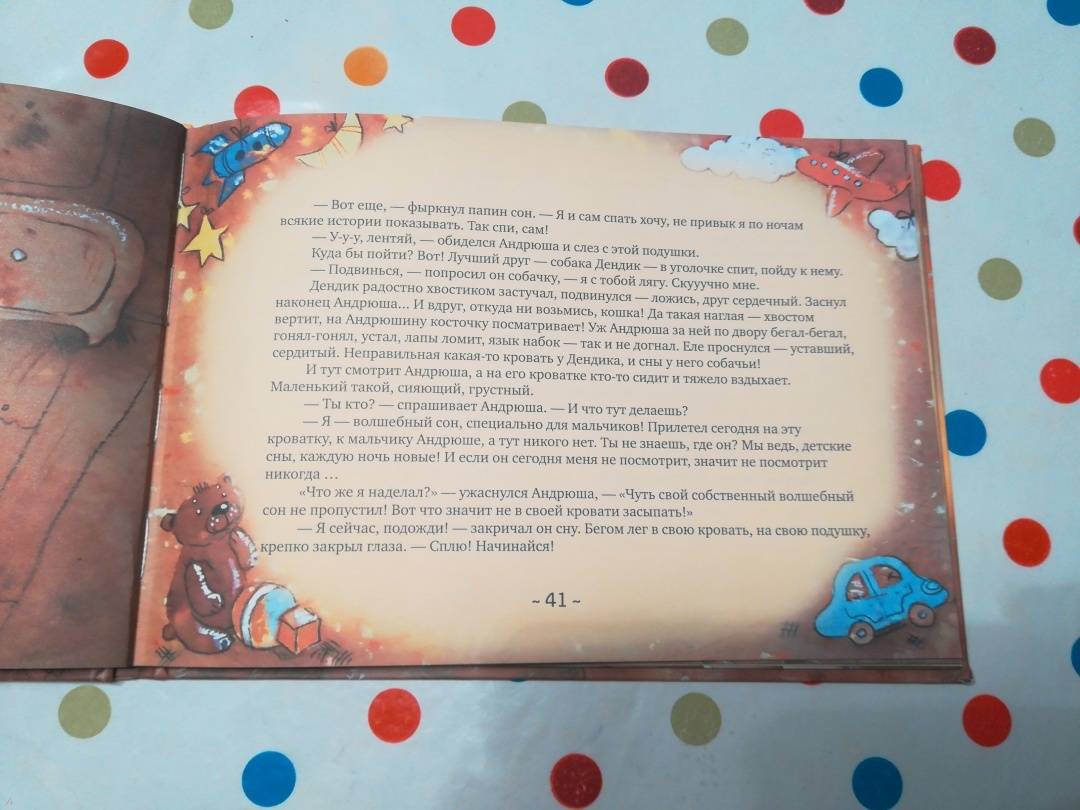 — Вот еще, — фыркнул папин сон. — Я и сам спать хочу, не привык я по ночам
всякие истории показывать. Так спи, сам!
— У-у-у, лентяй, — обиделся Андрюша и слез с этой подушки.
Куда бы пойти? Вот! Лучший друг — собака Дендик — в уголочке спит, пойду к нему.
— Подвинься, — попросил он собачку, — я с тобой лягу. Скууучно мне.
Дендик радостно хвостиком застучал, подвинулся — ложись, друг сердечный. Заснул
наконец Андрюша... И вдруг, откуда ни возьмись, кошка! Да такая наглая — хвостом
вертит, на Андрюшину косточку посматривает! Уж Андрюша за ней по двору бегал-бегал,
гонял-гонял, устал, лапы ломит, язык набок — так и не догнал. Еле проснулся — уставший,
сердитый. Неправильная какая-то кровать у Дендика, и сны у него собачьи!
И тут смотрит Андрюша, а на его кроватке кто-то сидит и тяжело вздыхает.
Маленький такой, сияющий, грустный.
— Ты кто? — спрашивает Андрюша. — И что тут делаешь?
— Я — волшебный сон, специально для мальчиков! Прилетел сегодня на эту
кроватку, к мальчику Андрюше, а тут никого нет. Ты не знаешь, где он? Мы ведь, детские
сны, каждую ночь новые! И если он сегодня меня не посмотрит, значит не посмотрит
никогда ...
«Что же я наделал?» — ужаснулся Андрюша, — «Чуть свой собственный волшебный
сон не пропустил! Вот что значит не в своей кровати засыпать!»
— Я сейчас, подожди! — закричал он сну. Бегом лег в свою кровать, на свою подушку,
крепко закрыл глаза. — Сплю! Начинайся!
~ 41 ~